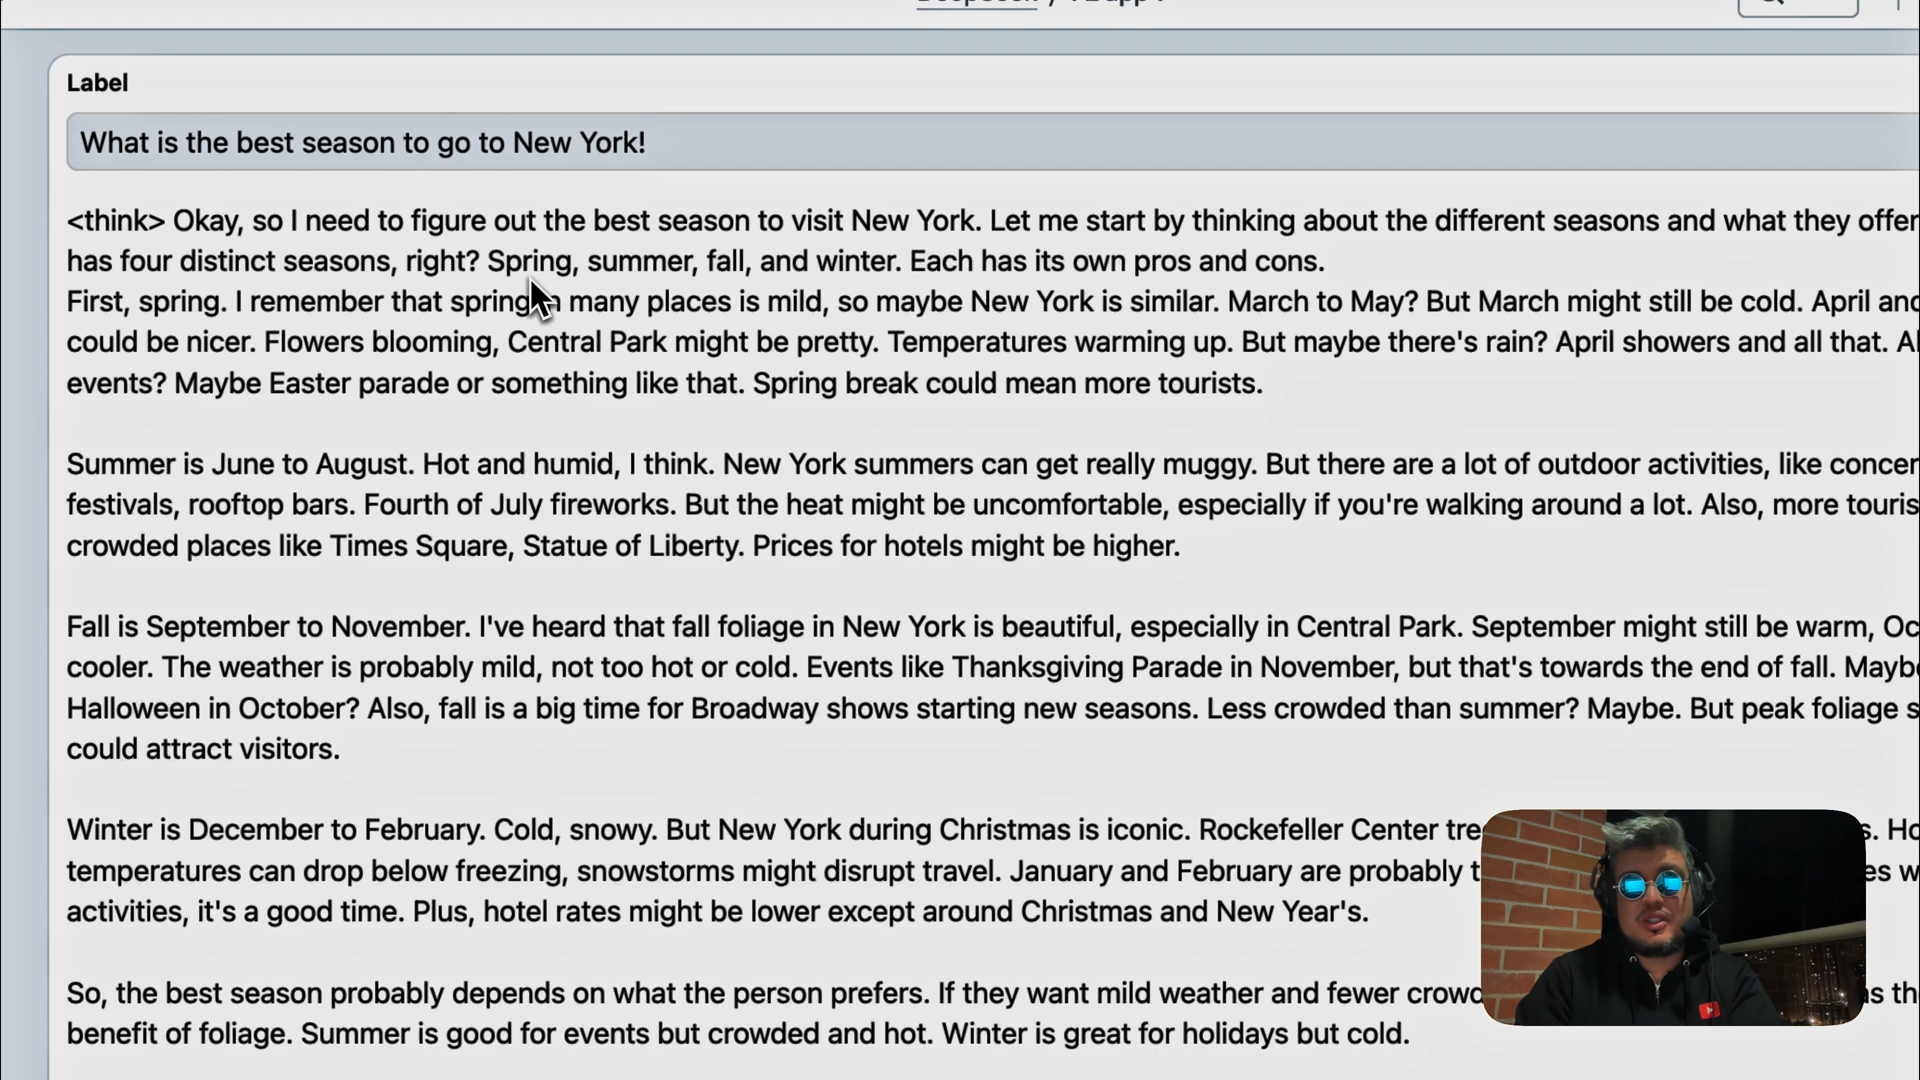 Label
What is the best season to go to New York!
<think> Okay, so I need to figure out the best season to visit New York. Let me start by thinking about the different seasons and what they offer
has four distinct seasons, right? Spring, summer, fall, and winter. Each has its own pros and cons.
First, spring. I remember that spring many places is mild, so maybe New York is similar. March to May? But March might still be cold. April and
could be nicer. Flowers blooming, Central Park might be pretty. Temperatures warming up. But maybe there's rain? April showers and all that.
events? Maybe Easter parade or something like that. Spring break could mean more tourists.
Summer is June to August. Hot and humid, I think. New York summers can get really muggy. But there are a lot of outdoor activities, like
festivals, rooftop bars. Fourth of July fireworks. But the heat might be uncomfortable, especially if you're walking around a lot. Also, more
crowded places like Times Square, Statue of Liberty. Prices for hotels might be higher.
Fall is September to November. I've heard that fall foliage in New York is beautiful, especially in Central Park. September might still be warm,
cooler. The weather is probably mild, not too hot or cold. Events like Thanksgiving Parade in November, but that's towards the end of fall. Maybe
Halloween in October? Also, fall is a big time for Broadway shows starting new seasons. Less crowded than summer? Maybe. But peak foliage
could attract visitors.
Winter is December to February. Cold, snowy. But New York during Christmas is iconic. Rockefeller Center
temperatures can drop below freezing, snowstorms might disrupt travel. January and February are probably
activities, it's a good time. Plus, hotel rates might be lower except around Christmas and New Year's.
So, the best season probably depends on what the person prefers. If they want mild weather and fewer
benefit of foliage. Summer is good for events but crowded and hot. Winter is great for holidays but cold.